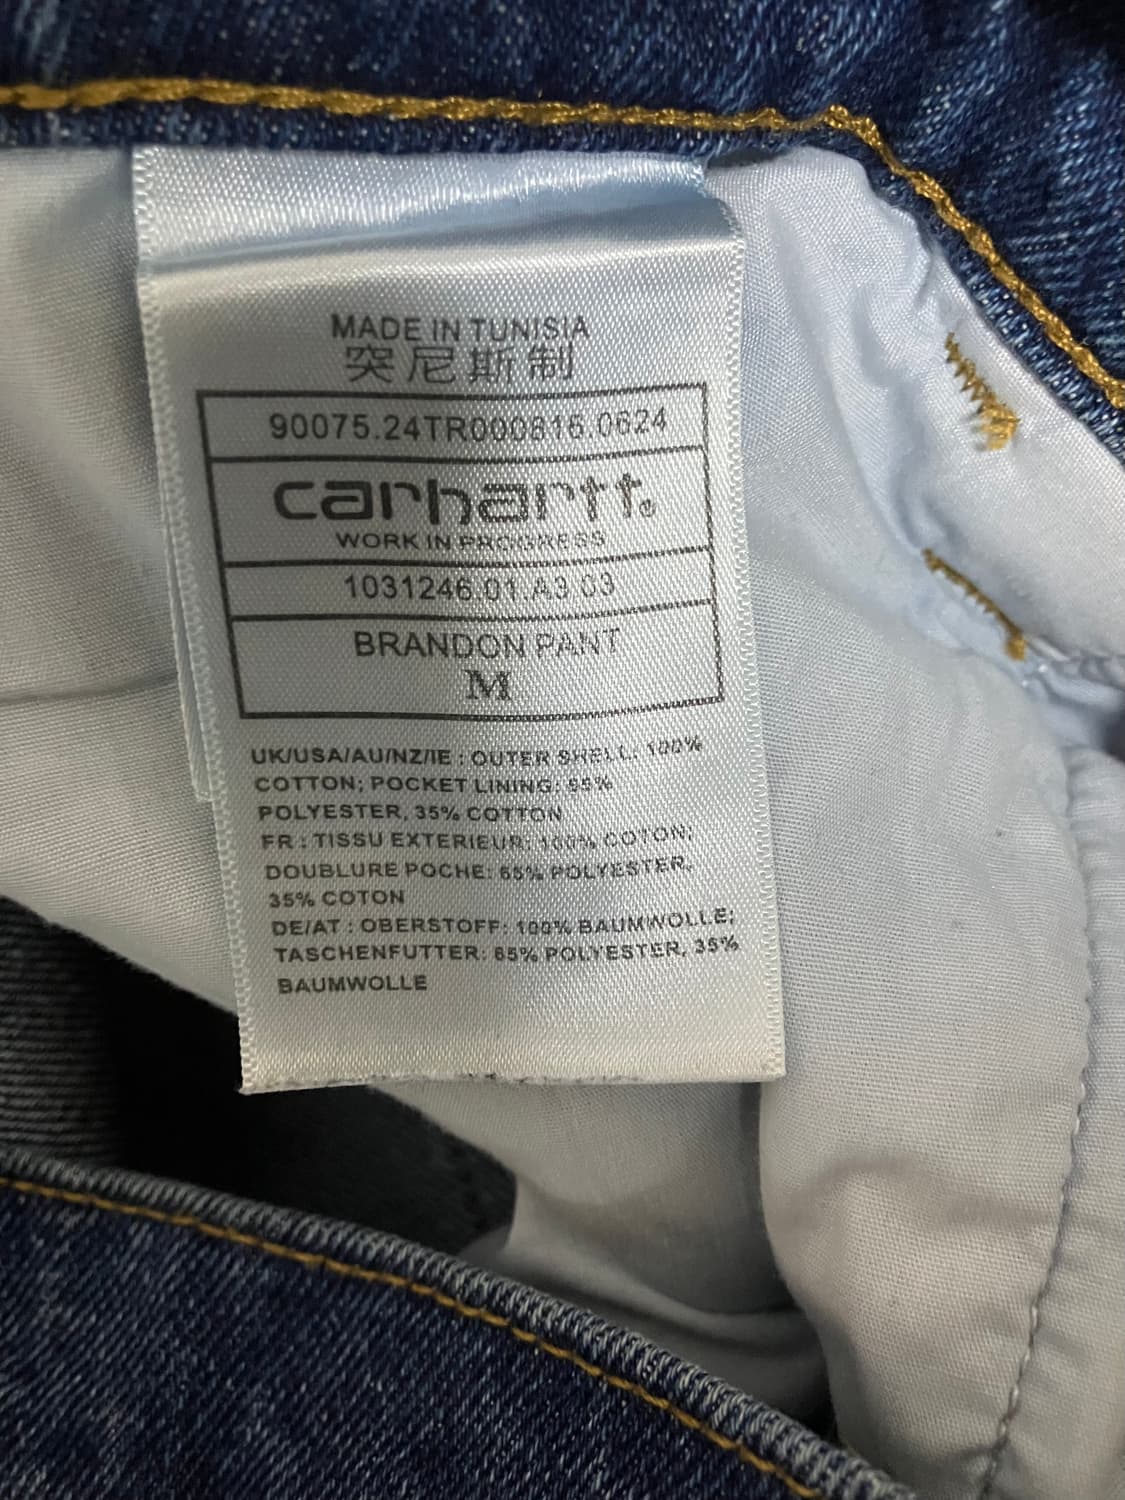 MADE IN TUNISIA
突尼斯制
90075.24TR000816.0624
carhartt®
WORK IN PROGRESS
1031246.01.A3 03
BRANDON PANT
M
UK/USA/AU/NZ/IE : OUTER SHELL: 100%
COTTON; POCKET LINING: 65%
POLYESTER, 35% COTTON
FR : TISSU EXTERIEUR: 100% COTON;
DOUBLURE POCHE: 65% POLYESTER,
35% COTON
DE/AT : OBERSTOFF: 100% BAUMWOLLE;
TASCHENFUTTER: 65% POLYESTER, 35%
BAUMWOLLE